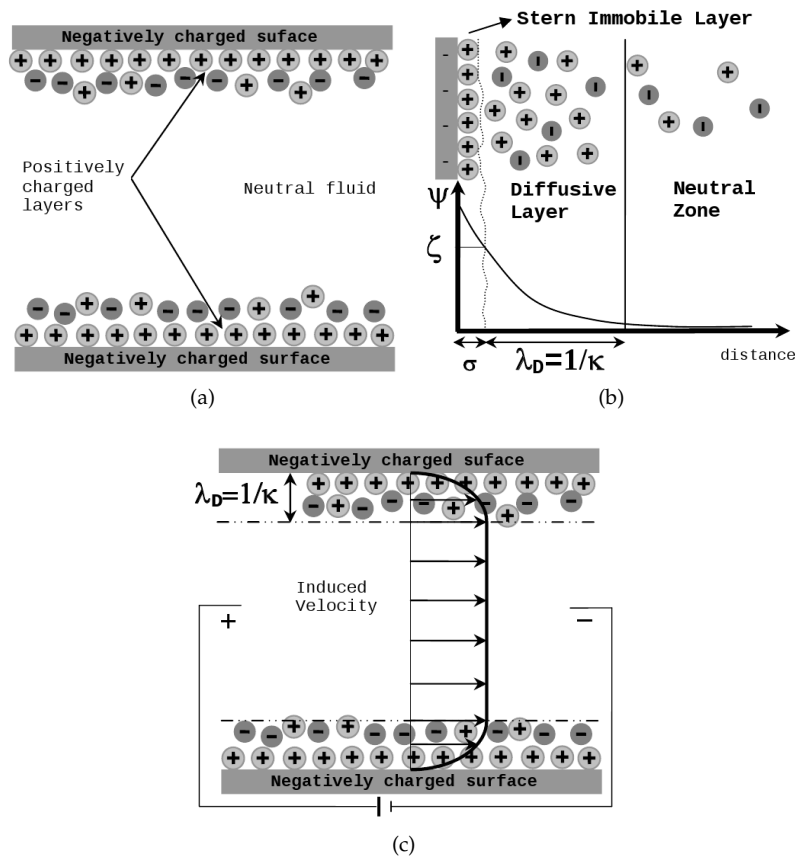 Negatively charged suface
Positively
charged
layers
Neutral fluid
Negatively charged surface
(a)
Stern Immobile Layer
Diffusive
Layer
Neutral
Zone
ψ
ζ
σ
λD=1/κ
distance
(b)
Negatively charged suface
λD=1/κ
Induced
Velocity
+
−
Negatively charged surface
(c)